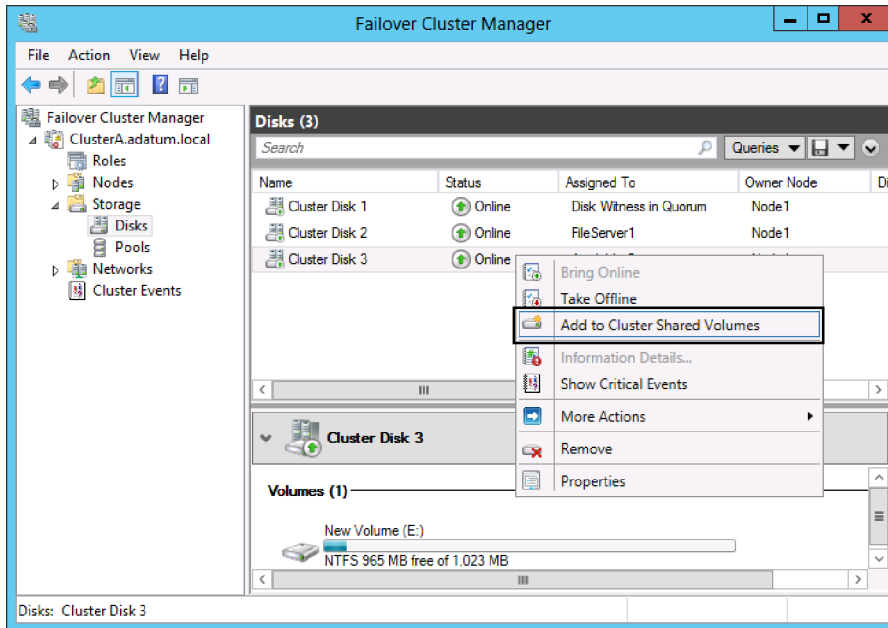 Failover Cluster Manager
File Action View Help
Failover Cluster Manager
ClusterA.adatum.local
Roles
Nodes
Storage
Disks
Pools
Networks
Cluster Events
Disks (3)
Search
Queries
Name Status Assigned To Owner Node
Cluster Disk 1 Online Disk Witness in Quorum Node1
Cluster Disk 2 Online FileServer1 Node1
Cluster Disk 3 Online
Bring Online
Take Offline
Add to Cluster Shared Volumes
Information Details...
Show Critical Events
More Actions
Remove
Properties
Cluster Disk 3
Volumes (1)
New Volume (E:)
NTFS 965 MB free of 1.023 MB
Disks: Cluster Disk 3